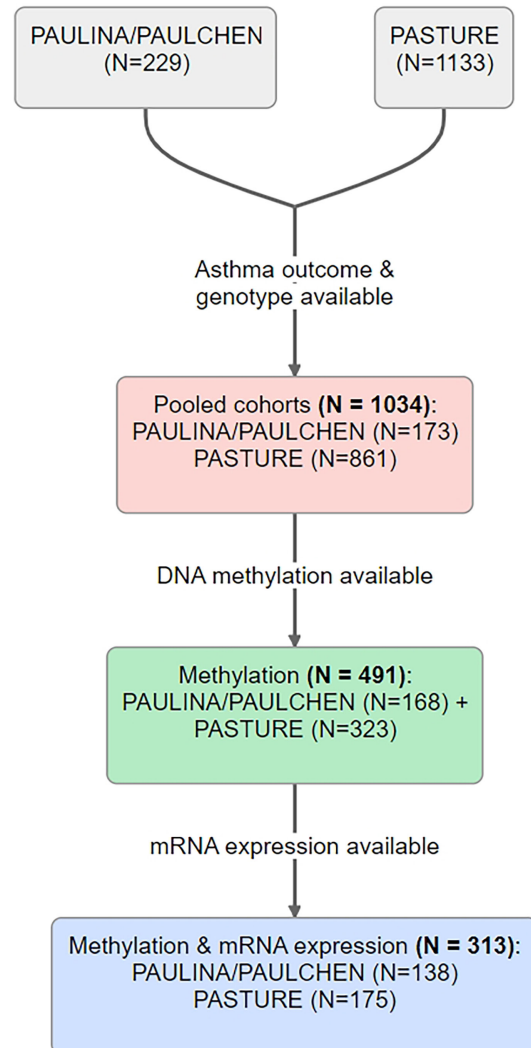 PAULINA/PAULCHEN
(N=229)
PASTURE
(N=1133)
Asthma outcome &
genotype available
Pooled cohorts (N = 1034):
PAULINA/PAULCHEN (N=173)
PASTURE (N=861)
DNA methylation available
Methylation (N = 491):
PAULINA/PAULCHEN (N=168) +
PASTURE (N=323)
mRNA expression available
Methylation & mRNA expression (N = 313):
PAULINA/PAULCHEN (N=138)
PASTURE (N=175)